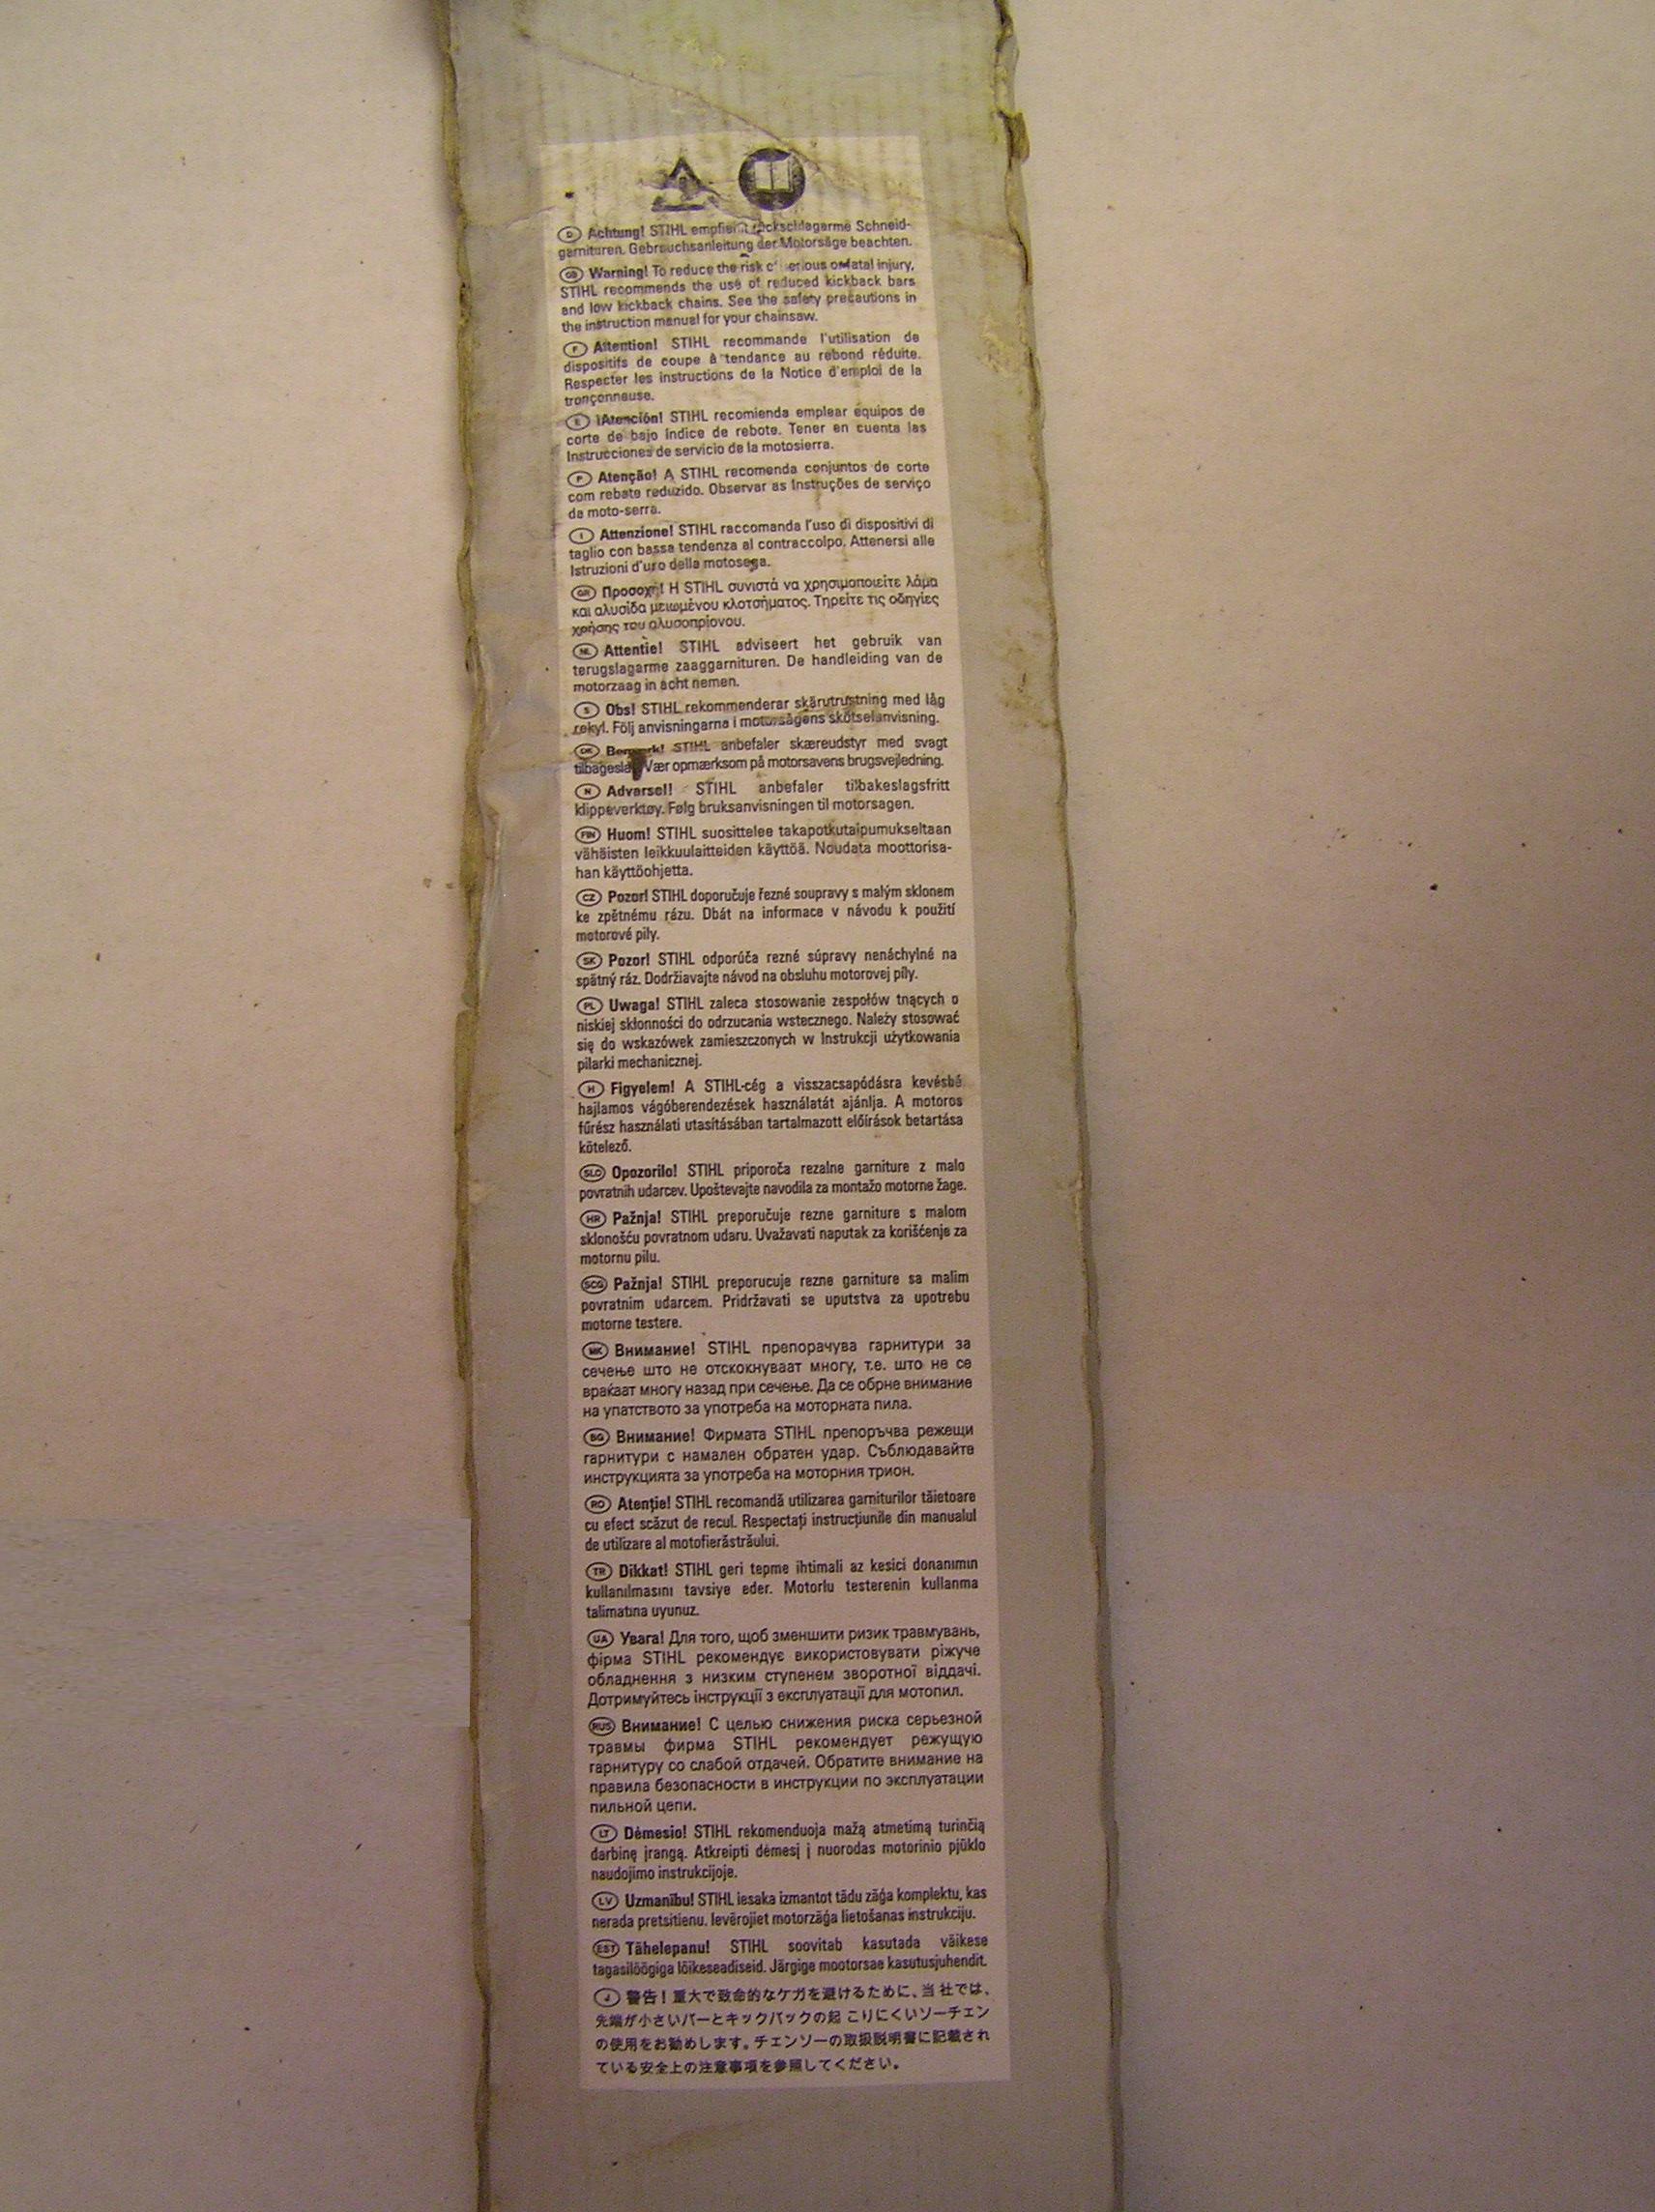 D Achtung! STIHL rückschlagarme Schneid-
garnituren. Gebrauchsanleitung der Motorsäge beachten.
GB Warning! To reduce the risk or fatal injury,
STIHL recommends the use of reduced kickback bars
and low kickback chains. See the safety precautions in
the instruction manual for your chainsaw.
F Attention! STIHL recommande l'utilisation de
dispositifs de coupe à tendance au rebond réduite.
Respecter les instructions de la Notice d'emploi de la
tronçonneuse.
E ¡Atención! STIHL recomienda emplear equipos de
corte de bajo índice de rebote. Tener en cuenta las
Instrucciones de servicio de la motosierra.
P Atenção! A STIHL recomenda conjuntos de corte
com rebate reduzido. Observar as Instruções de serviço
da moto-serra.
I Attenzione! STIHL raccomanda l'uso di dispositivi di
taglio con bassa tendenza al contraccolpo. Attenersi alle
Istruzioni d'uso della motosega.
GR Προσοχή! Η STIHL συνιστά να χρησιμοποιείτε λάμα
και αλυσίδα μειωμένου κλοτσήματος. Τηρείτε τις οδηγίες
χρήσης του αλυσοπρίονου.
NL Attentie! STIHL adviseert het gebruik van
terugslagarme zaaggarnituren. De handleiding van de
motorzaag in acht nemen.
S Obs! STIHL rekommenderar skärutrustning med låg
rekyl. Följ anvisningarna i motorsågens skötselanvisning.
DK STIHL anbefaler skæreudstyr med svagt
Vær opmærksom på motorsavens brugsvejledning.
N Advarsel! STIHL anbefaler tilbakeslagsfritt
klippeverktøy. Følg bruksanvisningen til motorsagen.
FIN Huom! STIHL suosittelee takapotkutaipumukseltaan
vähäisten leikkuulaitteiden käyttöä. Noudata moottorisa-
han käyttöohjetta.
CZ Pozor! STIHL doporučuje řezné soupravy s malým sklonem
ke zpětnému rázu. Dbát na informace v návodu k použití
motorové pily.
SK Pozor! STIHL odporúča rezné súpravy nenáchylné na
spätný ráz. Dodržiavajte návod na obsluhu motorovej píly.
PL Uwaga! STIHL zaleca stosowanie zespołów tnących o
niskiej skłonności do odrzucania wstecznego. Należy stosować
się do wskazówek zamieszczonych w Instrukcji użytkowania
pilarki mechanicznej.
H Figyelem! A STIHL-cég a visszacsapódásra kevésbé
hajlamos vágóberendezések használatát ajánlja. A motoros
fűrész használati utasításában tartalmazott előírások betartása
kötelező.
SLO Opozorilo! STIHL priporoča rezalne garniture z malo
povratnih udarcev. Upoštevajte navodila za montažo motorne žage.
HR Pažnja! STIHL preporučuje rezne garniture s malom
sklonošću povratnom udaru. Uvažavati naputak za korišćenje za
motornu pilu.
SCG Pažnja! STIHL preporucuje rezne garniture sa malim
povratnim udarcem. Pridržavati se uputstva za upotrebu
motorne testere.
MK Внимание! STIHL препорачува гарнитури за
сечење што не отскокнуваат многу, т.е. што не се
враќаат многу назад при сечење. Да се обрне внимание
на упатството за употреба на моторната пила.
BG Внимание! Фирмата STIHL препоръчва режещи
гарнитури с намален обратен удар. Съблюдавайте
инструкцията за употреба на моторния трион.
RO Atenţie! STIHL recomandă utilizarea garniturilor tăietoare
cu efect scăzut de recul. Respectaţi instrucţiunile din manualul
de utilizare al motofierăstrăului.
TR Dikkat! STIHL geri tepme ihtimali az kesici donanımın
kullanılmasını tavsiye eder. Motorlu testerenin kullanma
talimatına uyunuz.
UA Увага! Для того, щоб зменшити ризик травмувань,
фірма STIHL рекомендує використовувати ріжуче
обладнення з низким ступенем зворотної віддачі.
Дотримуйтесь інструкції з експлуатації для мотопил.
RUS Внимание! С целью снижения риска серьезной
травмы фирма STIHL рекомендует режущую
гарнитуру со слабой отдачей. Обратите внимание на
правила безопасности в инструкции по эксплуатации
пильной цепи.
LT Dėmesio! STIHL rekomenduoja mažą atmetimą turinčią
darbinę įrangą. Atkreipti dėmesį į nuorodas motorinio pjūklo
naudojimo instrukcijoje.
LV Uzmanību! STIHL iesaka izmantot tādu zāģa komplektu, kas
nerada pretsitienu. Ievērojiet motorzāģa lietošanas instrukciju.
EST Tähelepanu! STIHL soovitab kasutada väikese
tagasilöögiga lõikeseadiseid. Järgige mootorsae kasutusjuhendit.
J 警告！重大で致命的なケガを避けるために、当社では、
先端が小さいバーとキックバックの起こりにくいソーチェン
の使用をお勧めします。チェンソーの取扱説明書に記載され
ている安全上の注意事項を参照してください。